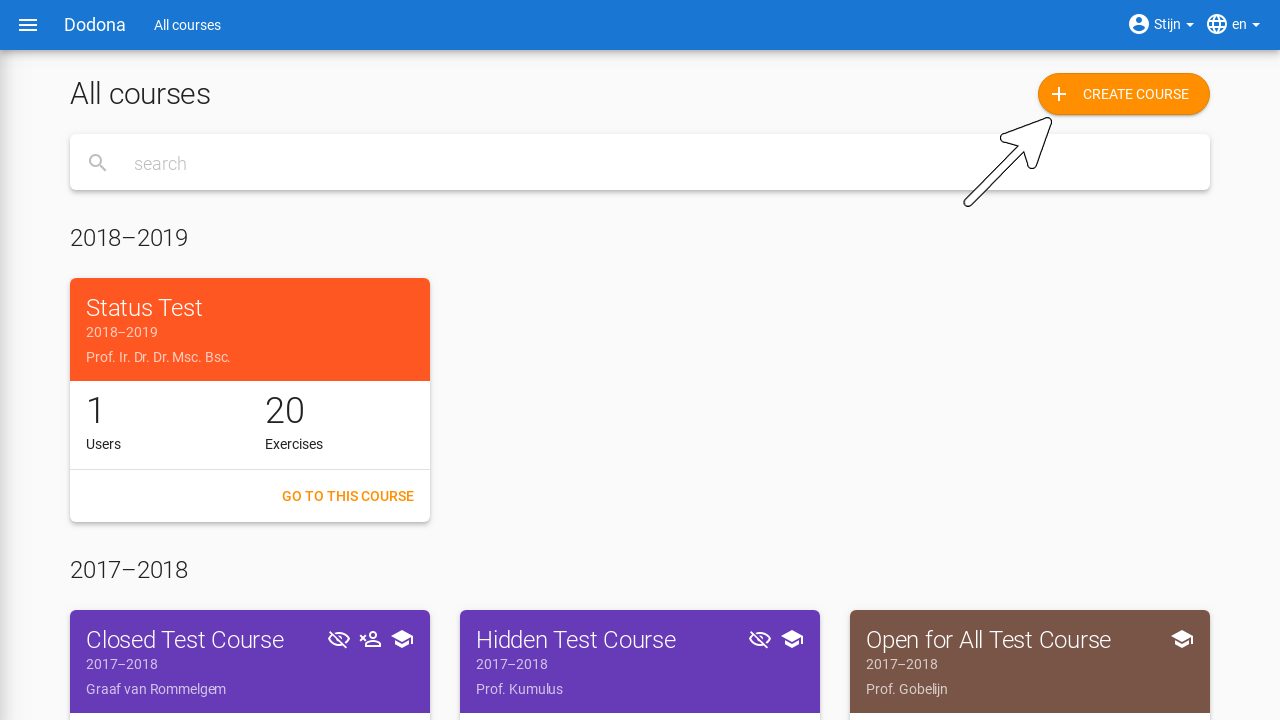 Dodona All courses Stijn en
All courses
CREATE COURSE
search
2018–2019
Status Test
2018–2019
Prof. Ir. Dr. Dr. Msc. Bsc.
1 20
Users Exercises
GO TO THIS COURSE
2017–2018
Closed Test Course
2017–2018
Graaf van Rommelgem
Hidden Test Course
2017–2018
Prof. Kumulus
Open for All Test Course
2017–2018
Prof. Gobelijn